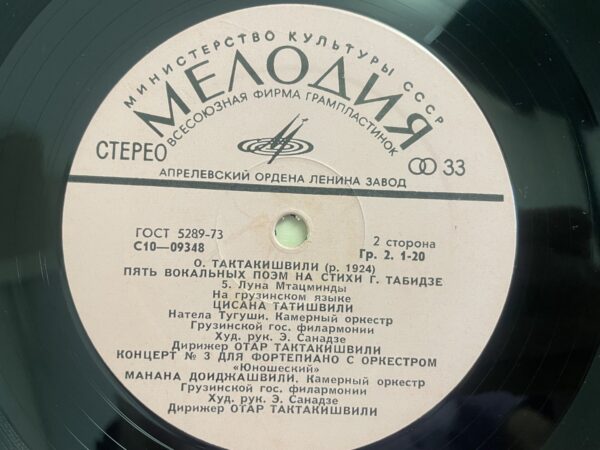 МИНИСТЕРСТВО КУЛЬТУРЫ СССР
МЕЛОДИЯ
ВСЕСОЮЗНАЯ ФИРМА ГРАМПЛАСТИНОК
СТЕРЕО
33
АПРЕЛЕВСКИЙ ОРДЕНА ЛЕНИНА ЗАВОД
ГОСТ 5289-73
С10—09348
2 сторона
Гр. 2. 1-20
О. ТАКТАКИШВИЛИ (р. 1924)
ПЯТЬ ВОКАЛЬНЫХ ПОЭМ НА СТИХИ Г. ТАБИДЗЕ
5. Луна Мтацминды
На грузинском языке
ЦИСАНА ТАТИШВИЛИ
Натела Тугуши. Камерный оркестр
Грузинской гос. филармонии
Худ. рук. Э. Санадзе
Дирижер ОТАР ТАКТАКИШВИЛИ
КОНЦЕРТ № 3 ДЛЯ ФОРТЕПИАНО С ОРКЕСТРОМ
«Юношеский»
МАНАНА ДОИДЖАШВИЛИ. Камерный оркестр
Грузинской гос. филармонии
Худ. рук. Э. Санадзе
Дирижер ОТАР ТАКТАКИШВИЛИ